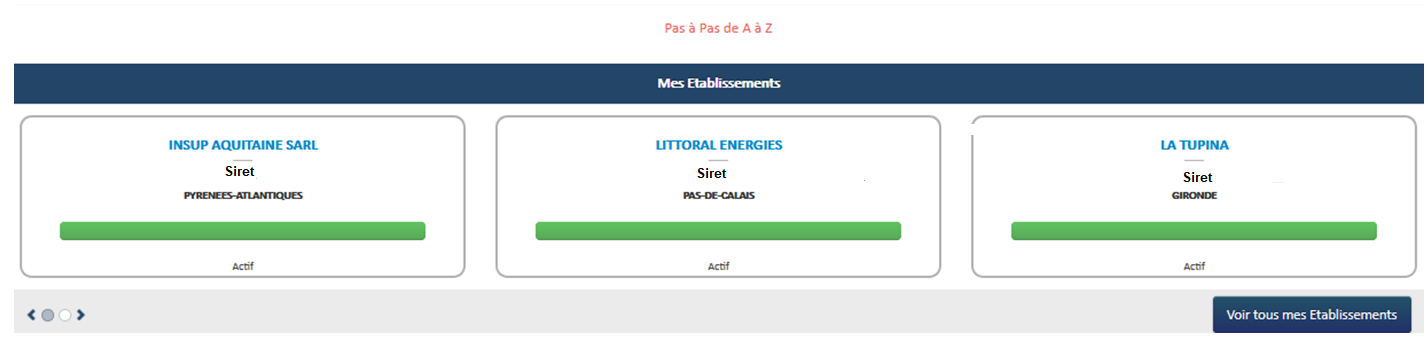 Pas à Pas de A à Z
Mes Etablissements
INSUP AQUITAINE SARL
Siret
PYRENEES-ATLANTIQUES
Actif
LITTORAL ENERGIES
Siret
PAS-DE-CALAIS
Actif
LA TUPINA
Siret
GIRONDE
Actif
Voir tous mes Etablissements